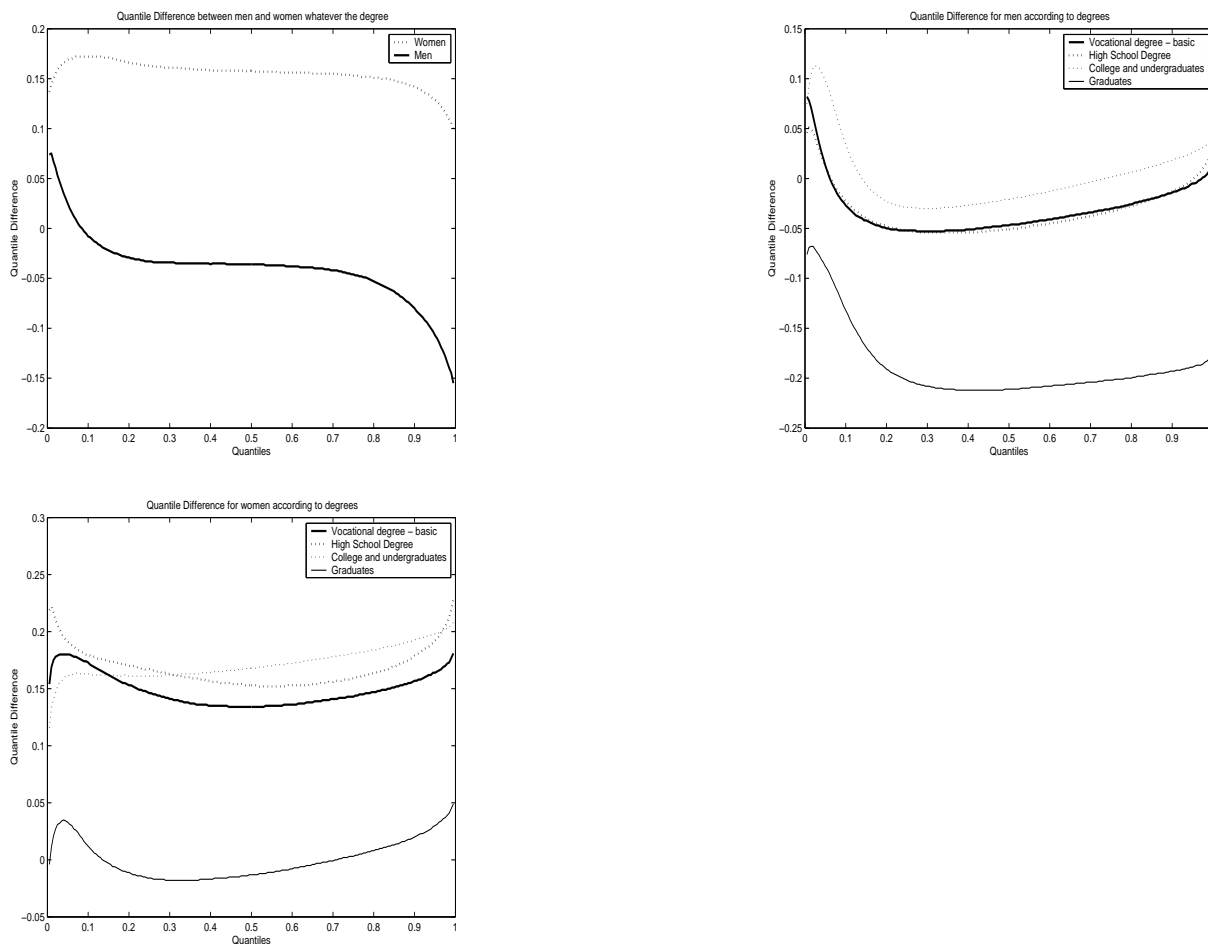 Quantile Difference between men and women whatever the degree
0.2
0.15
0.1
0.05
0
−0.05
−0.1
−0.15
−0.2
Quantile Difference
Women
Men
0 0.1 0.2 0.3 0.4 0.5 0.6 0.7 0.8 0.9 1
Quantiles
Quantile Difference for men according to degrees
0.15
0.1
0.05
0
−0.05
−0.1
−0.15
−0.2
−0.25
Quantile Difference
Vocational degree − basic
High School Degree
College and undergraduates
Graduates
0 0.1 0.2 0.3 0.4 0.5 0.6 0.7 0.8 0.9
Quantiles
Quantile Difference for women according to degrees
0.3
0.25
0.2
0.15
0.1
0.05
0
−0.05
Quantile Difference
Vocational degree − basic
High School Degree
College and undergraduates
Graduates
0 0.1 0.2 0.3 0.4 0.5 0.6 0.7 0.8 0.9 1
Quantiles